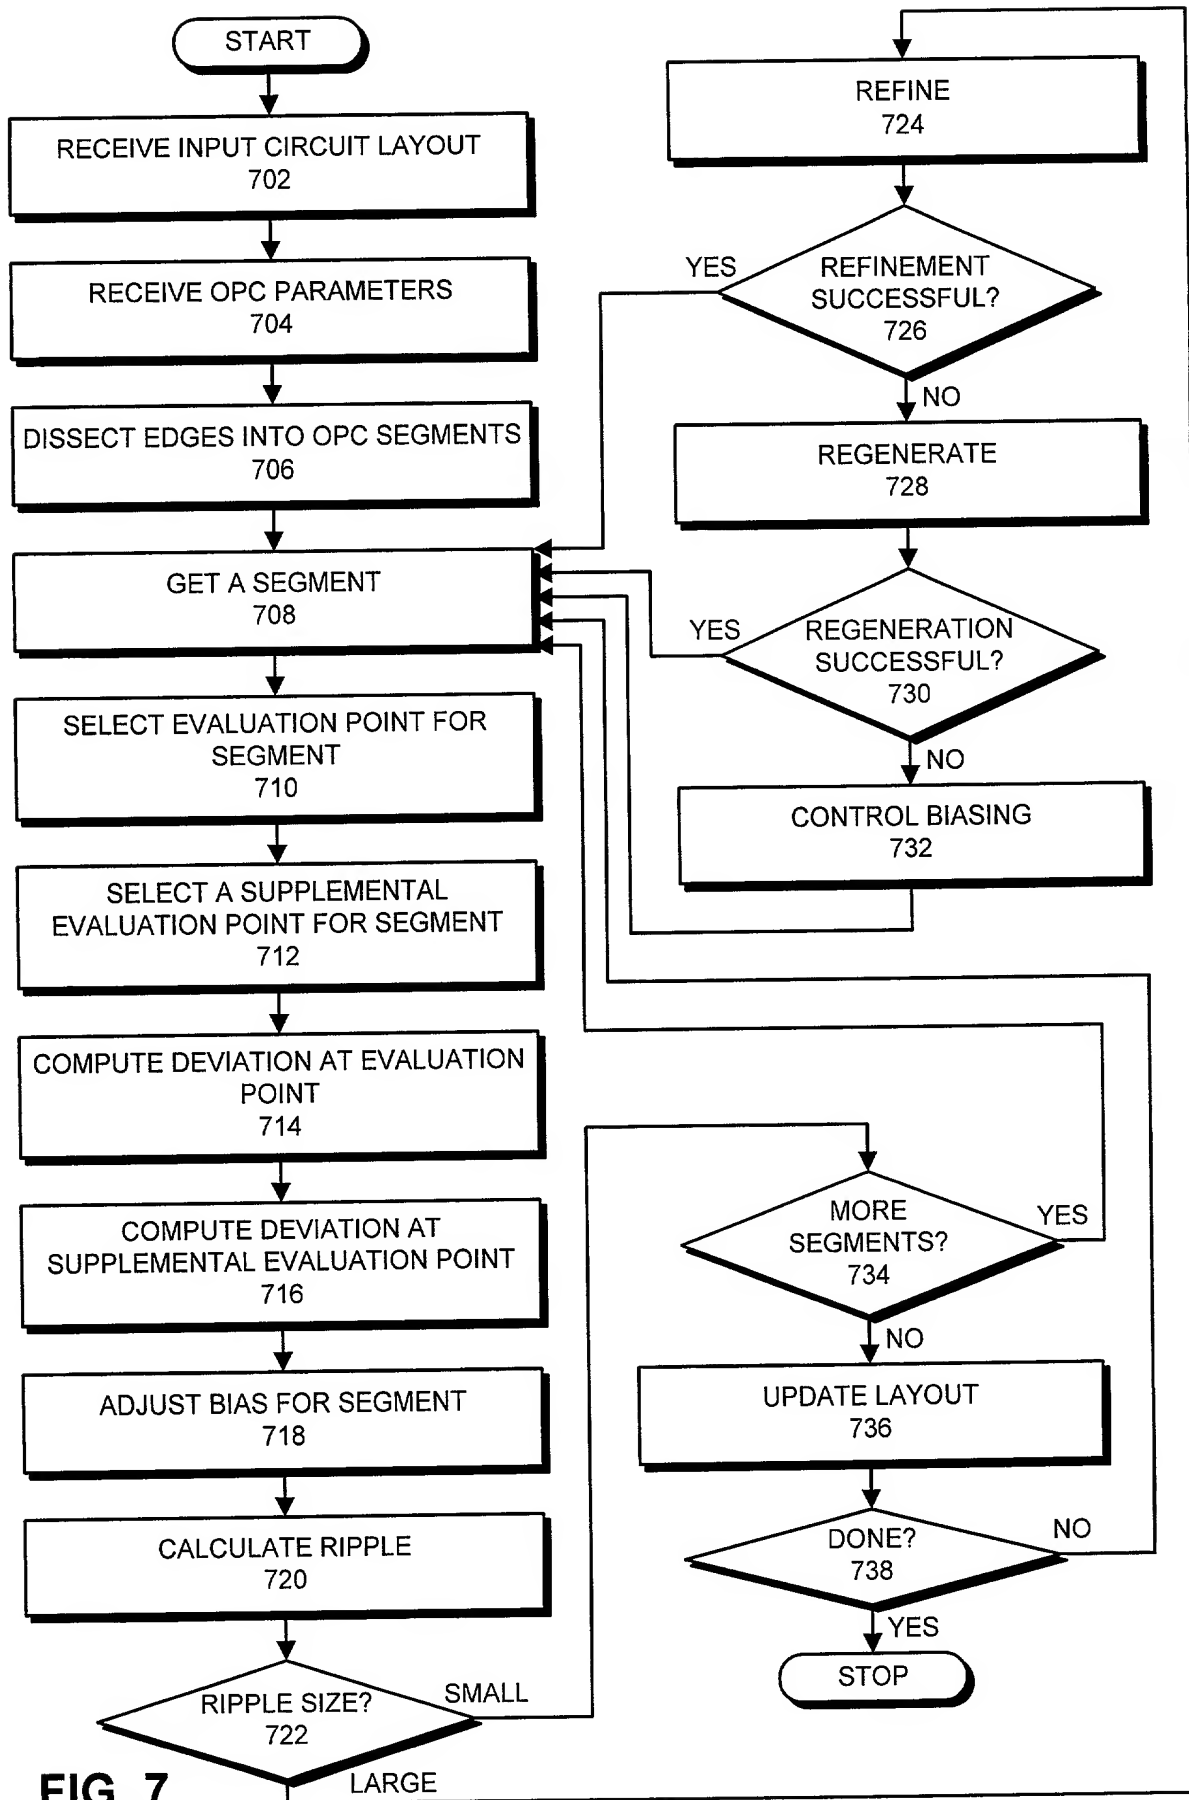 START
RECEIVE INPUT CIRCUIT LAYOUT
702
RECEIVE OPC PARAMETERS
704
DISSECT EDGES INTO OPC SEGMENTS
706
GET A SEGMENT
708
SELECT EVALUATION POINT FOR
SEGMENT
710
SELECT A SUPPLEMENTAL
EVALUATION POINT FOR SEGMENT
712
COMPUTE DEVIATION AT EVALUATION
POINT
714
COMPUTE DEVIATION AT
SUPPLEMENTAL EVALUATION POINT
716
ADJUST BIAS FOR SEGMENT
718
CALCULATE RIPPLE
720
RIPPLE SIZE?
722
SMALL
LARGE
REFINE
724
REFINEMENT
SUCCESSFUL?
726
YES
NO
REGENERATE
728
REGENERATION
SUCCESSFUL?
730
YES
NO
CONTROL BIASING
732
MORE
SEGMENTS?
734
YES
NO
UPDATE LAYOUT
736
DONE?
738
NO
YES
STOP
FIG. 7